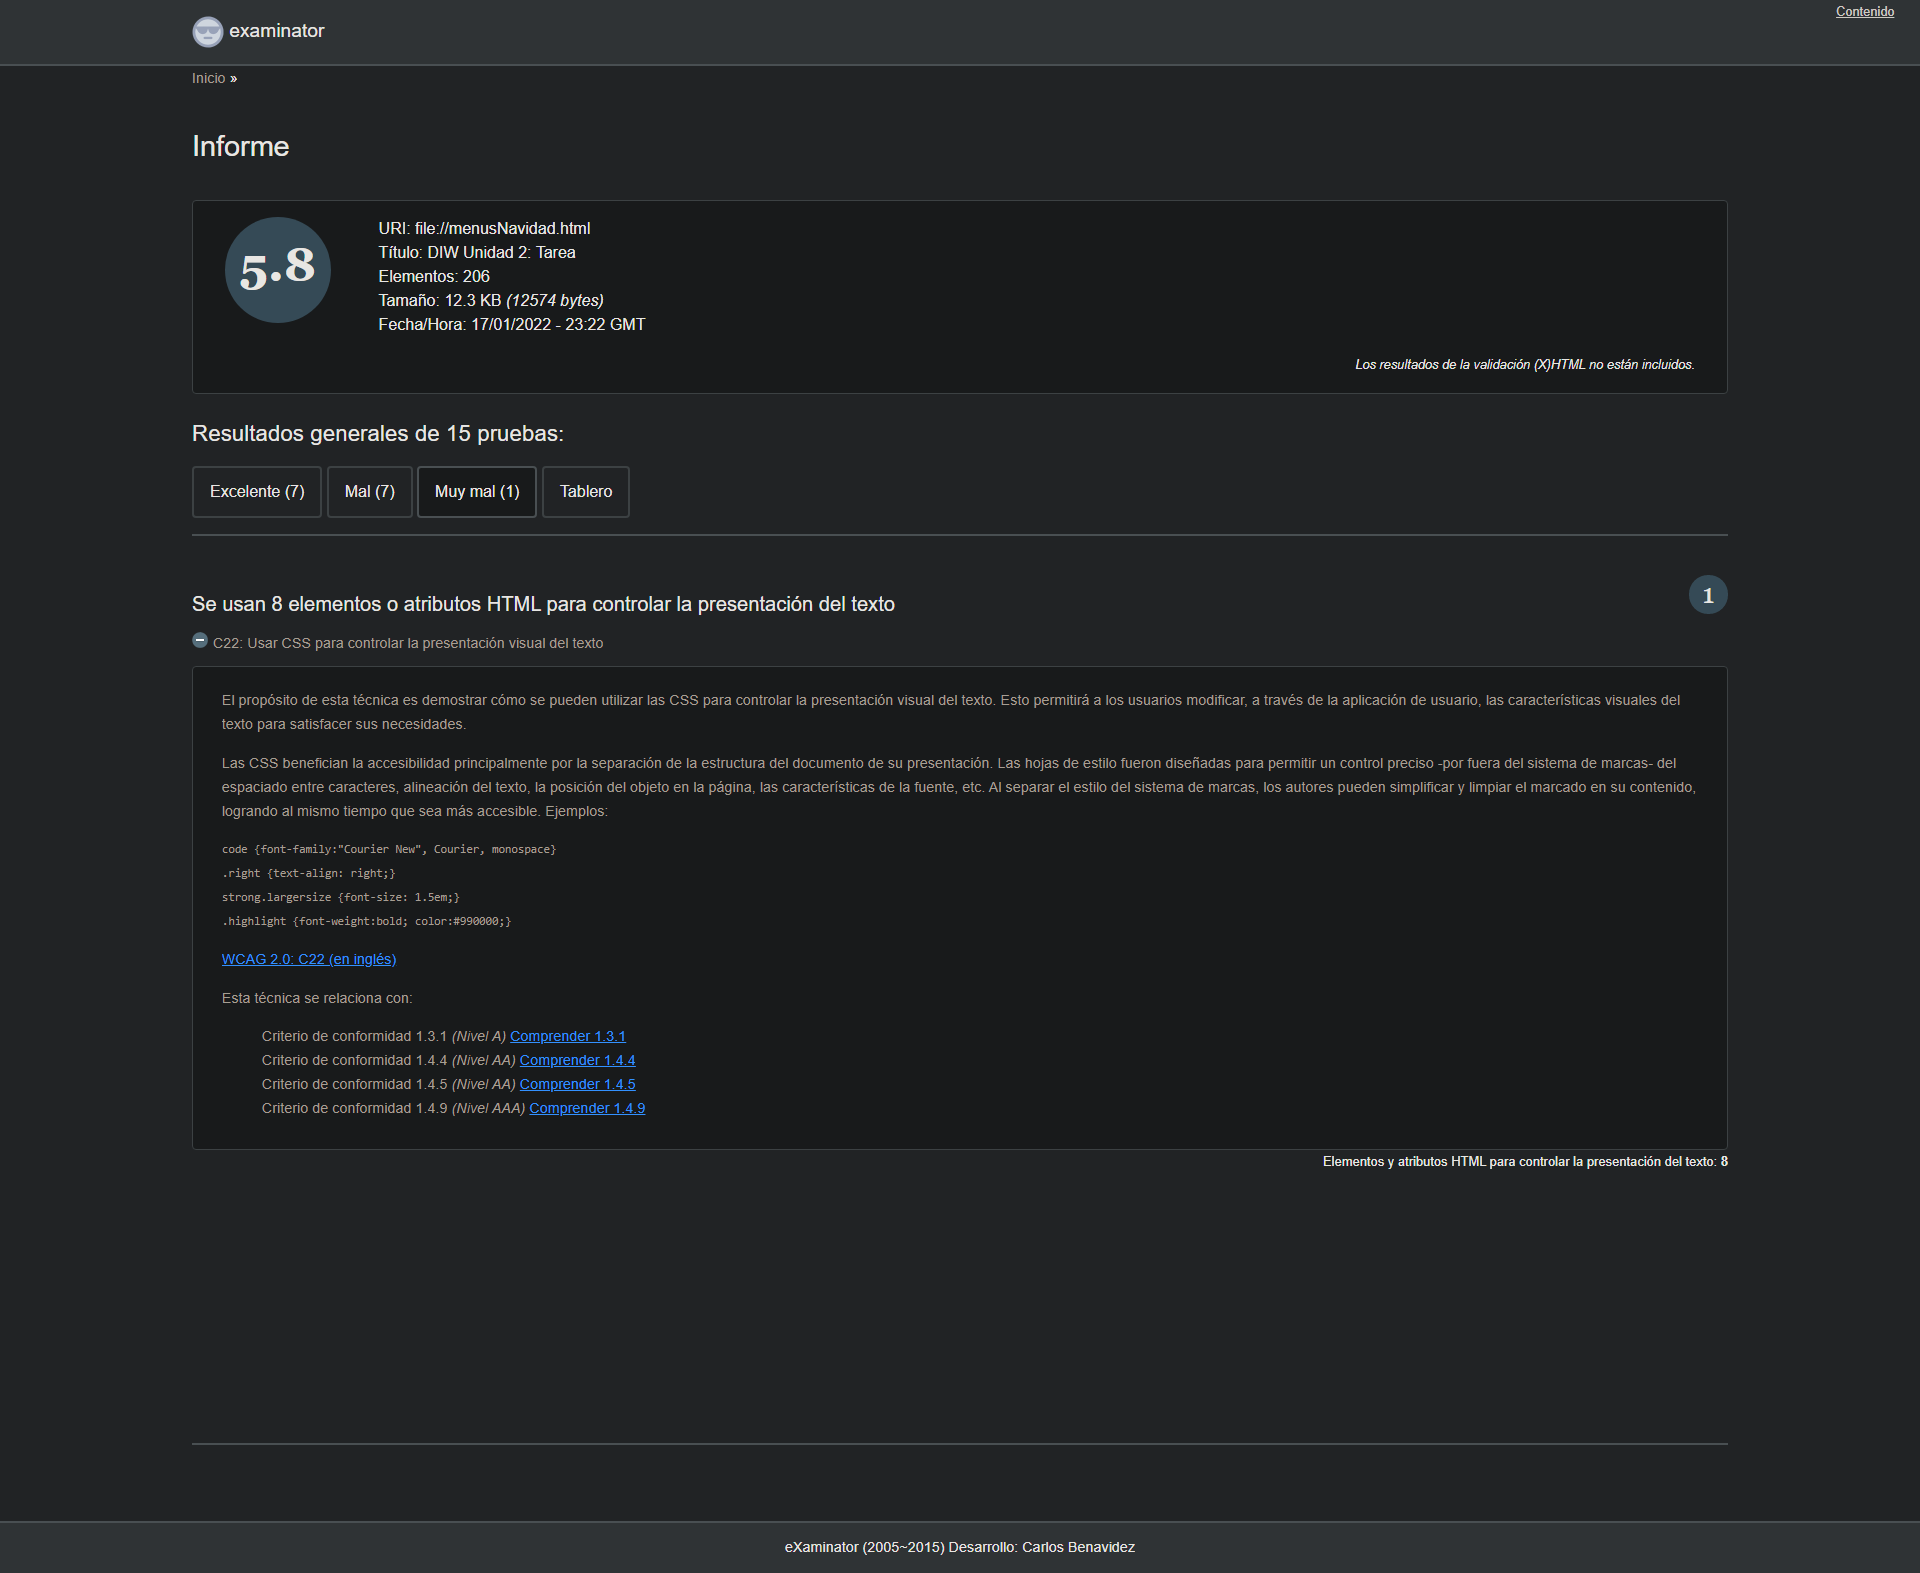 Contenido
examinator
Inicio »
Informe
5.8
URI: file://menusNavidad.html
Título: DIW Unidad 2: Tarea
Elementos: 206
Tamaño: 12.3 KB (12574 bytes)
Fecha/Hora: 17/01/2022 - 23:22 GMT
Los resultados de la validación (X)HTML no están incluidos.
Resultados generales de 15 pruebas:
Excelente (7) Mal (7) Muy mal (1) Tablero
Se usan 8 elementos o atributos HTML para controlar la presentación del texto
1
C22: Usar CSS para controlar la presentación visual del texto
El propósito de esta técnica es demostrar cómo se pueden utilizar las CSS para controlar la presentación visual del texto. Esto permitirá a los usuarios modificar, a través de la aplicación de usuario, las características visuales del
texto para satisfacer sus necesidades.
Las CSS benefician la accesibilidad principalmente por la separación de la estructura del documento de su presentación. Las hojas de estilo fueron diseñadas para permitir un control preciso -por fuera del sistema de marcas- del
espaciado entre caracteres, alineación del texto, la posición del objeto en la página, las características de la fuente, etc. Al separar el estilo del sistema de marcas, los autores pueden simplificar y limpiar el marcado en su contenido,
logrando al mismo tiempo que sea más accesible. Ejemplos:
code {font-family:"Courier New", Courier, monospace}
.right {text-align: right;}
strong.largersize {font-size: 1.5em;}
.highlight {font-weight:bold; color:#990000;}
WCAG 2.0: C22 (en inglés)
Esta técnica se relaciona con:
Criterio de conformidad 1.3.1 (Nivel A) Comprender 1.3.1
Criterio de conformidad 1.4.4 (Nivel AA) Comprender 1.4.4
Criterio de conformidad 1.4.5 (Nivel AA) Comprender 1.4.5
Criterio de conformidad 1.4.9 (Nivel AAA) Comprender 1.4.9
Elementos y atributos HTML para controlar la presentación del texto: 8
eXaminator (2005~2015) Desarrollo: Carlos Benavidez